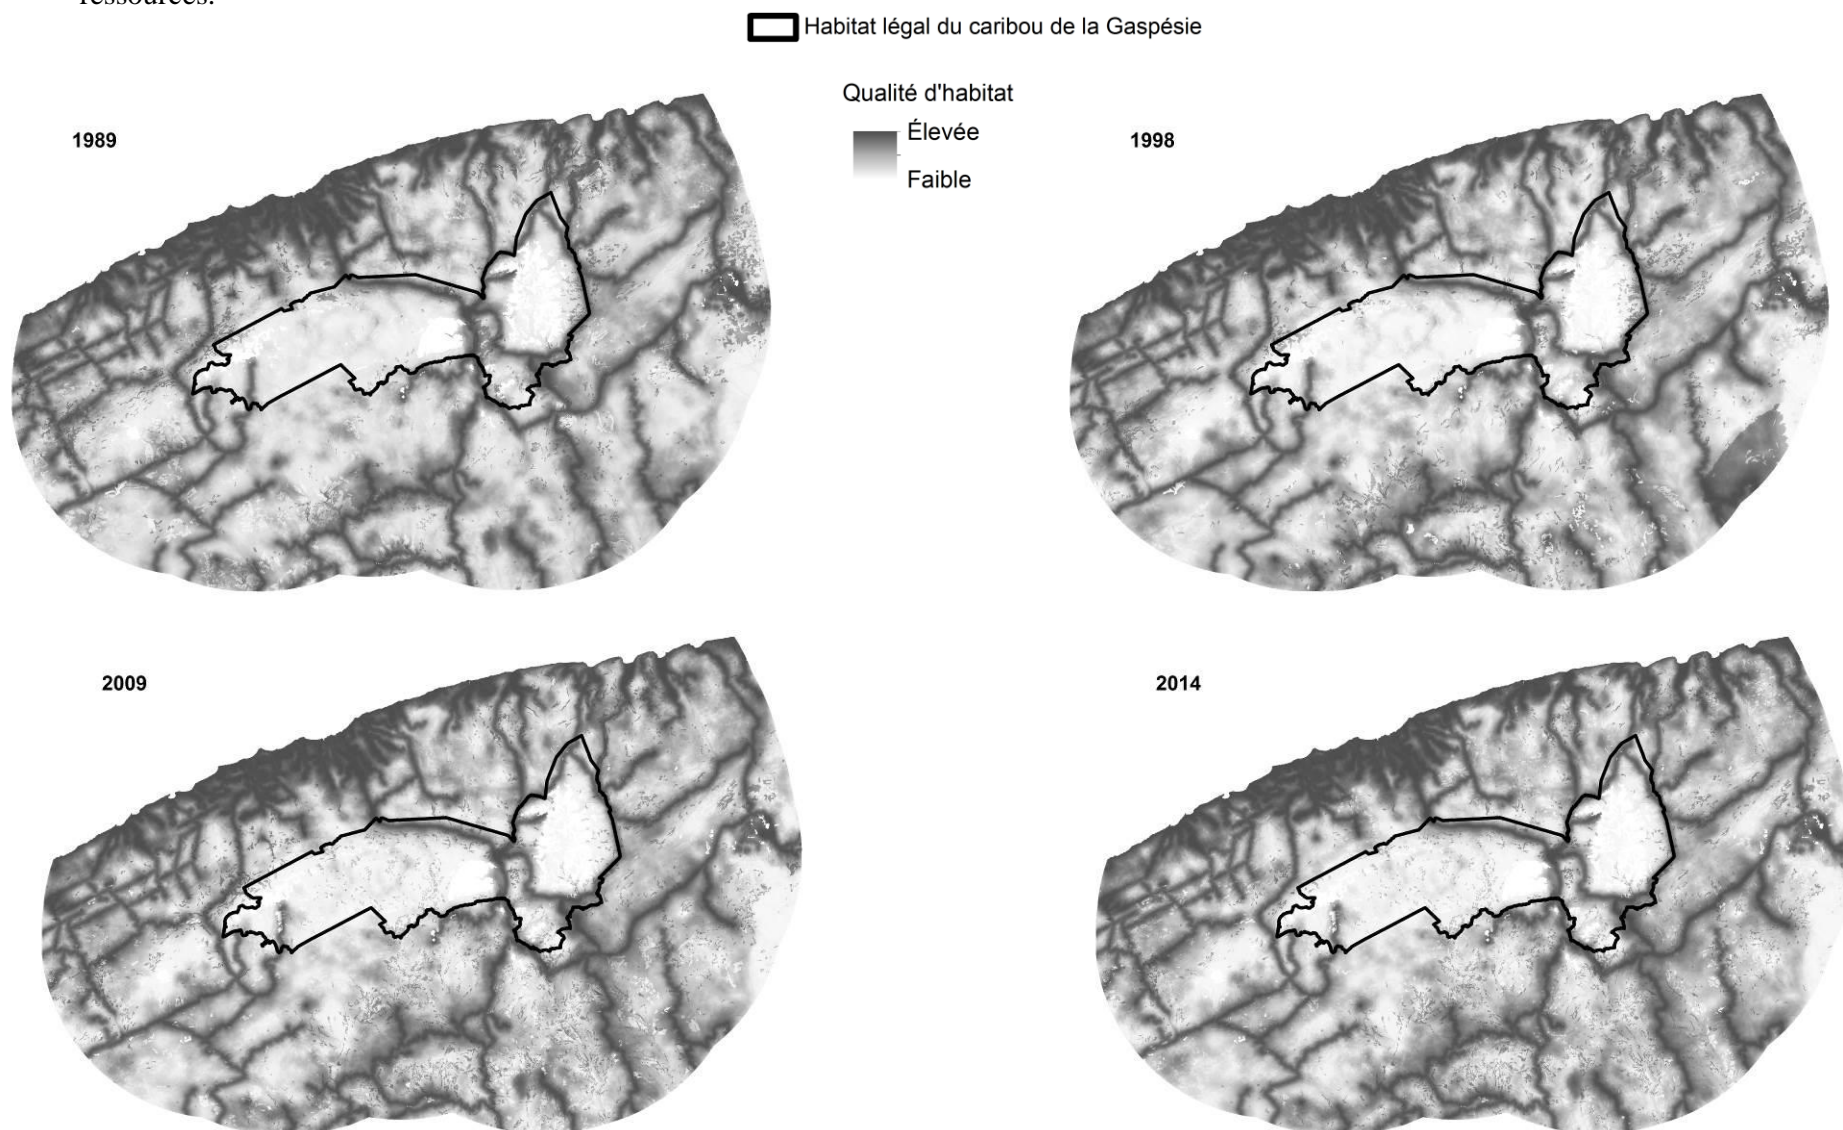 ressources.
Habitat légal du caribou de la Gaspésie
Qualité d'habitat
Élevée
Faible
1989
1998
2009
2014